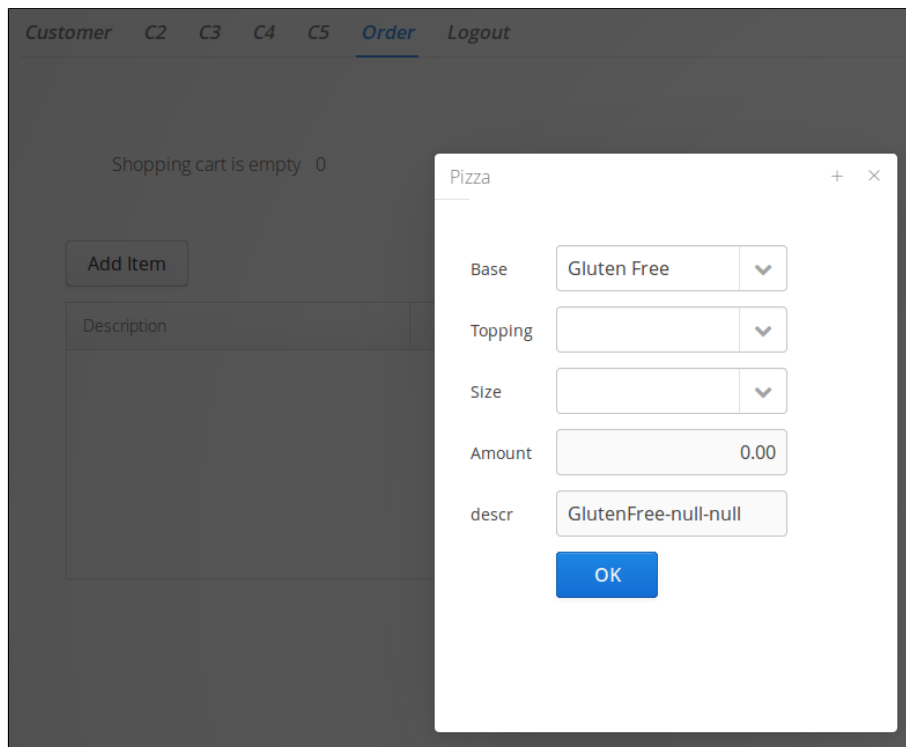 Customer C2 C3 C4 C5 Order Logout
Shopping cart is empty 0
Add Item
Description
Pizza
Base Gluten Free
Topping
Size
Amount 0.00
descr GlutenFree-null-null
OK